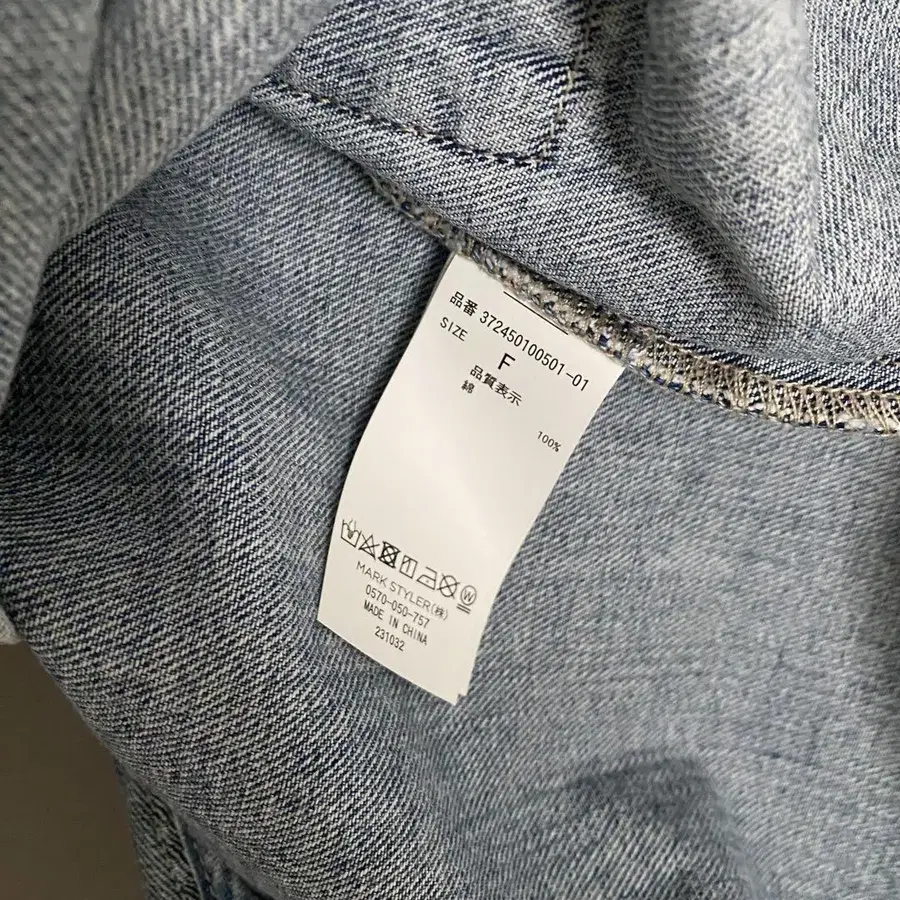 品番 372450100501-01
SIZE
F
品質表示
綿
100%
W
MARK STYLER(株)
0570-050-757
MADE IN CHINA
231032